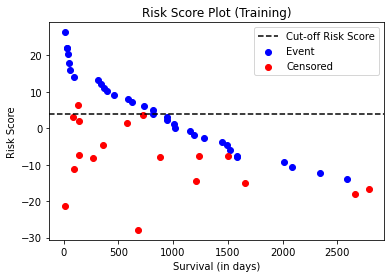 Risk Score Plot (Training)
Cut-off Risk Score
Event
Censored
Risk Score
20
10
0
−10
−20
−30
0
500
1000
1500
2000
2500
Survival (in days)